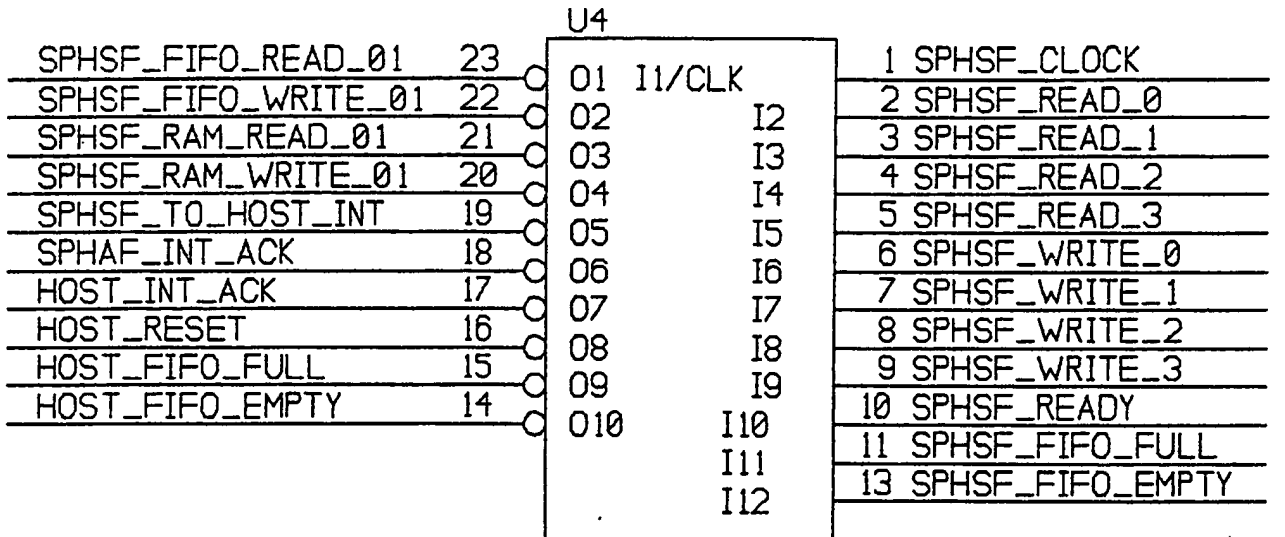 U4
SPHSF_FIFO_READ_01 23 O1 I1/CLK 1 SPHSF_CLOCK
SPHSF_FIFO_WRITE_01 22 O2 I2 2 SPHSF_READ_0
SPHSF_RAM_READ_01 21 O3 I3 3 SPHSF_READ_1
SPHSF_RAM_WRITE_01 20 O4 I4 4 SPHSF_READ_2
SPHSF_TO_HOST_INT 19 O5 I5 5 SPHSF_READ_3
SPHAF_INT_ACK 18 O6 I6 6 SPHSF_WRITE_0
HOST_INT_ACK 17 O7 I7 7 SPHSF_WRITE_1
HOST_RESET 16 O8 I8 8 SPHSF_WRITE_2
HOST_FIFO_FULL 15 O9 I9 9 SPHSF_WRITE_3
HOST_FIFO_EMPTY 14 O10 I10 10 SPHSF_READY
I11 11 SPHSF_FIFO_FULL
I12 13 SPHSF_FIFO_EMPTY